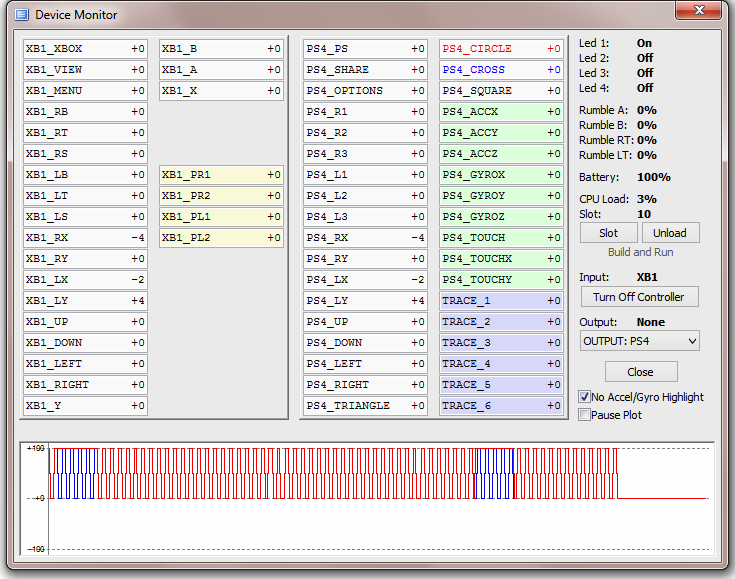 Device Monitor
XB1_XBOX +0 XB1_B +0 PS4_PS +0 PS4_CIRCLE +0
XB1_VIEW +0 XB1_A +0 PS4_SHARE +0 PS4_CROSS +0
XB1_MENU +0 XB1_X +0 PS4_OPTIONS +0 PS4_SQUARE +0
XB1_RB +0 PS4_R1 +0 PS4_ACCX +0
XB1_RT +0 PS4_R2 +0 PS4_ACCY +0
XB1_RS +0 PS4_R3 +0 PS4_ACCZ +0
XB1_LB +0 XB1_PR1 +0 PS4_L1 +0 PS4_GYROX +0
XB1_LT +0 XB1_PR2 +0 PS4_L2 +0 PS4_GYROY +0
XB1_LS +0 XB1_PL1 +0 PS4_L3 +0 PS4_GYROZ +0
XB1_RX -4 XB1_PL2 +0 PS4_RX -4 PS4_TOUCH +0
XB1_RY +0 PS4_RY +0 PS4_TOUCHX +0
XB1_LX -2 PS4_LX -2 PS4_TOUCHY +0
XB1_LY +4 PS4_LY +4 TRACE_1 +0
XB1_UP +0 PS4_UP +0 TRACE_2 +0
XB1_DOWN +0 PS4_DOWN +0 TRACE_3 +0
XB1_LEFT +0 PS4_LEFT +0 TRACE_4 +0
XB1_RIGHT +0 PS4_RIGHT +0 TRACE_5 +0
XB1_Y +0 PS4_TRIANGLE +0 TRACE_6 +0
Led 1: On
Led 2: Off
Led 3: Off
Led 4: Off
Rumble A: 0%
Rumble B: 0%
Rumble RT: 0%
Rumble LT: 0%
Battery: 100%
CPU Load: 3%
Slot: 10
Slot Unload
Build and Run
Input: XB1
Turn Off Controller
Output: None
OUTPUT: PS4
Close
No Accel/Gyro Highlight
Pause Plot
+100
+0
-100